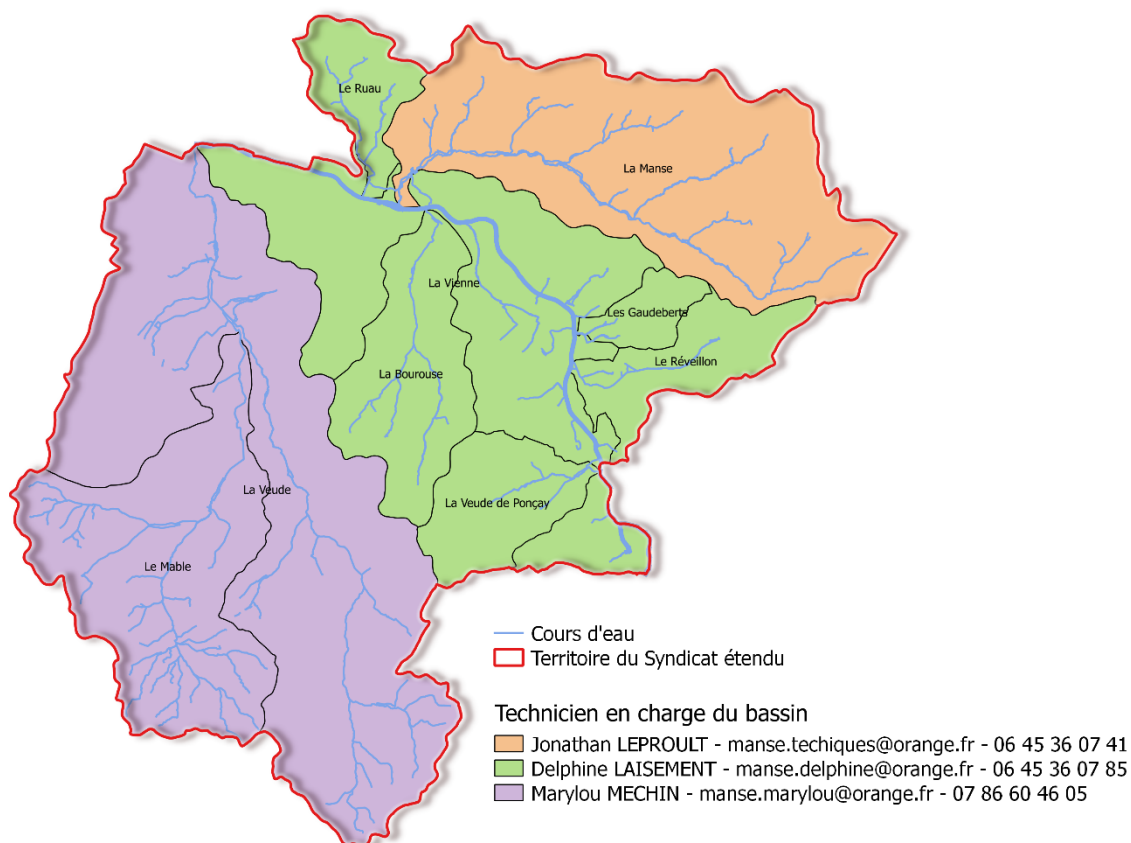 Le Ruau
La Manse
La Vienne
Les Gaudeberts
Le Réveillon
La Bourouse
La Veude
La Veude de Ponçay
Le Mable
Cours d'eau
Territoire du Syndicat étendu
Technicien en charge du bassin
Jonathan LEPROULT - manse.techiques@orange.fr - 06 45 36 07 41
Delphine LAISEMENT - manse.delphine@orange.fr - 06 45 36 07 85
Marylou MECHIN - manse.marylou@orange.fr - 07 86 60 46 05